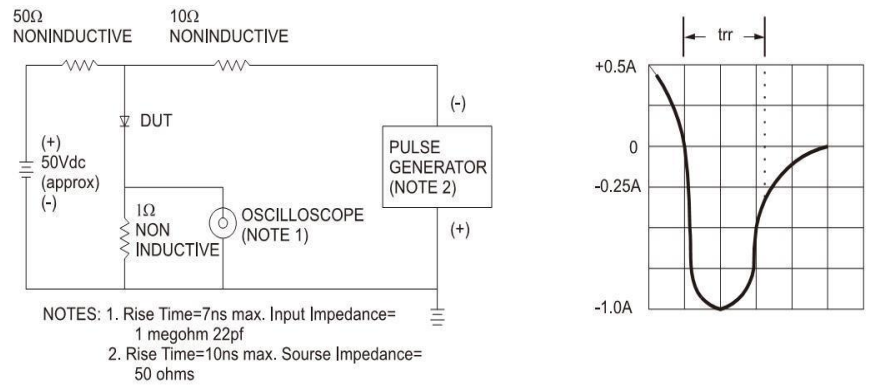 50Ω
NONINDUCTIVE
10Ω
NONINDUCTIVE
DUT
(+)
50Vdc
(approx)
(-)
1Ω
NON
INDUCTIVE
OSCILLOSCOPE
(NOTE 1)
(-)
PULSE
GENERATOR
(NOTE 2)
(+)
NOTES: 1. Rise Time=7ns max. Input Impedance=
1 megohm 22pf
2. Rise Time=10ns max. Sourse Impedance=
50 ohms
trr
+0.5A
0
-0.25A
-1.0A